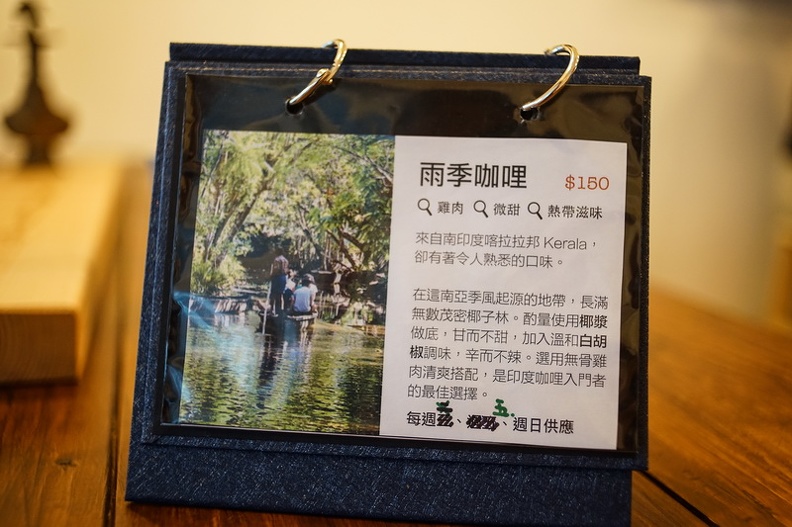 雨季咖哩 $150
雞肉 微甜 熱帶滋味
來自南印度喀拉拉邦 Kerala，
卻有著令人熟悉的口味。
在這南亞季風起源的地帶，長滿
無數茂密椰子林。酌量使用椰漿
做底，甘而不甜，加入溫和白胡
椒調味，辛而不辣。選用無骨雞
肉清爽搭配，是印度咖哩入門者
的最佳選擇。
五.
每週、、週日供應